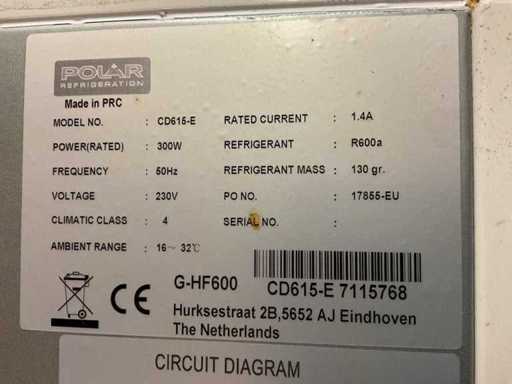 POLAR
REFRIGERATION
Made in PRC
MODEL NO. : CD615-E RATED CURRENT : 1.4A
POWER(RATED) : 300W REFRIGERANT : R600a
FREQUENCY : 50Hz REFRIGERANT MASS : 130 gr.
VOLTAGE : 230V PO NO. : 17855-EU
CLIMATIC CLASS : 4 SERIAL NO. :
AMBIENT RANGE : 16~ 32℃
CE G-HF600 CD615-E 7115768
Hurksestraat 2B,5652 AJ Eindhoven
The Netherlands
CIRCUIT DIAGRAM